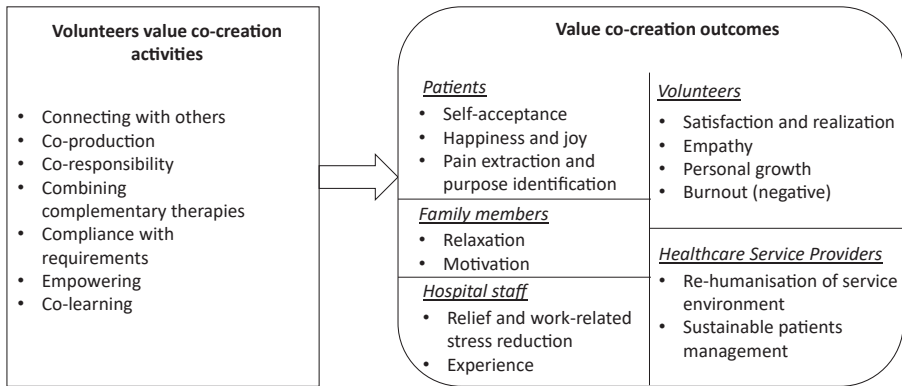 Volunteers value co-creation
activities
• Connecting with others
• Co-production
• Co-responsibility
• Combining
complementary therapies
• Compliance with
requirements
• Empowering
• Co-learning
Value co-creation outcomes
Patients
• Self-acceptance
• Happiness and joy
• Pain extraction and
purpose identification
Family members
• Relaxation
• Motivation
Hospital staff
• Relief and work-related
stress reduction
• Experience
Volunteers
• Satisfaction and realization
• Empathy
• Personal growth
• Burnout (negative)
Healthcare Service Providers
• Re-humanisation of service
environment
• Sustainable patients
management